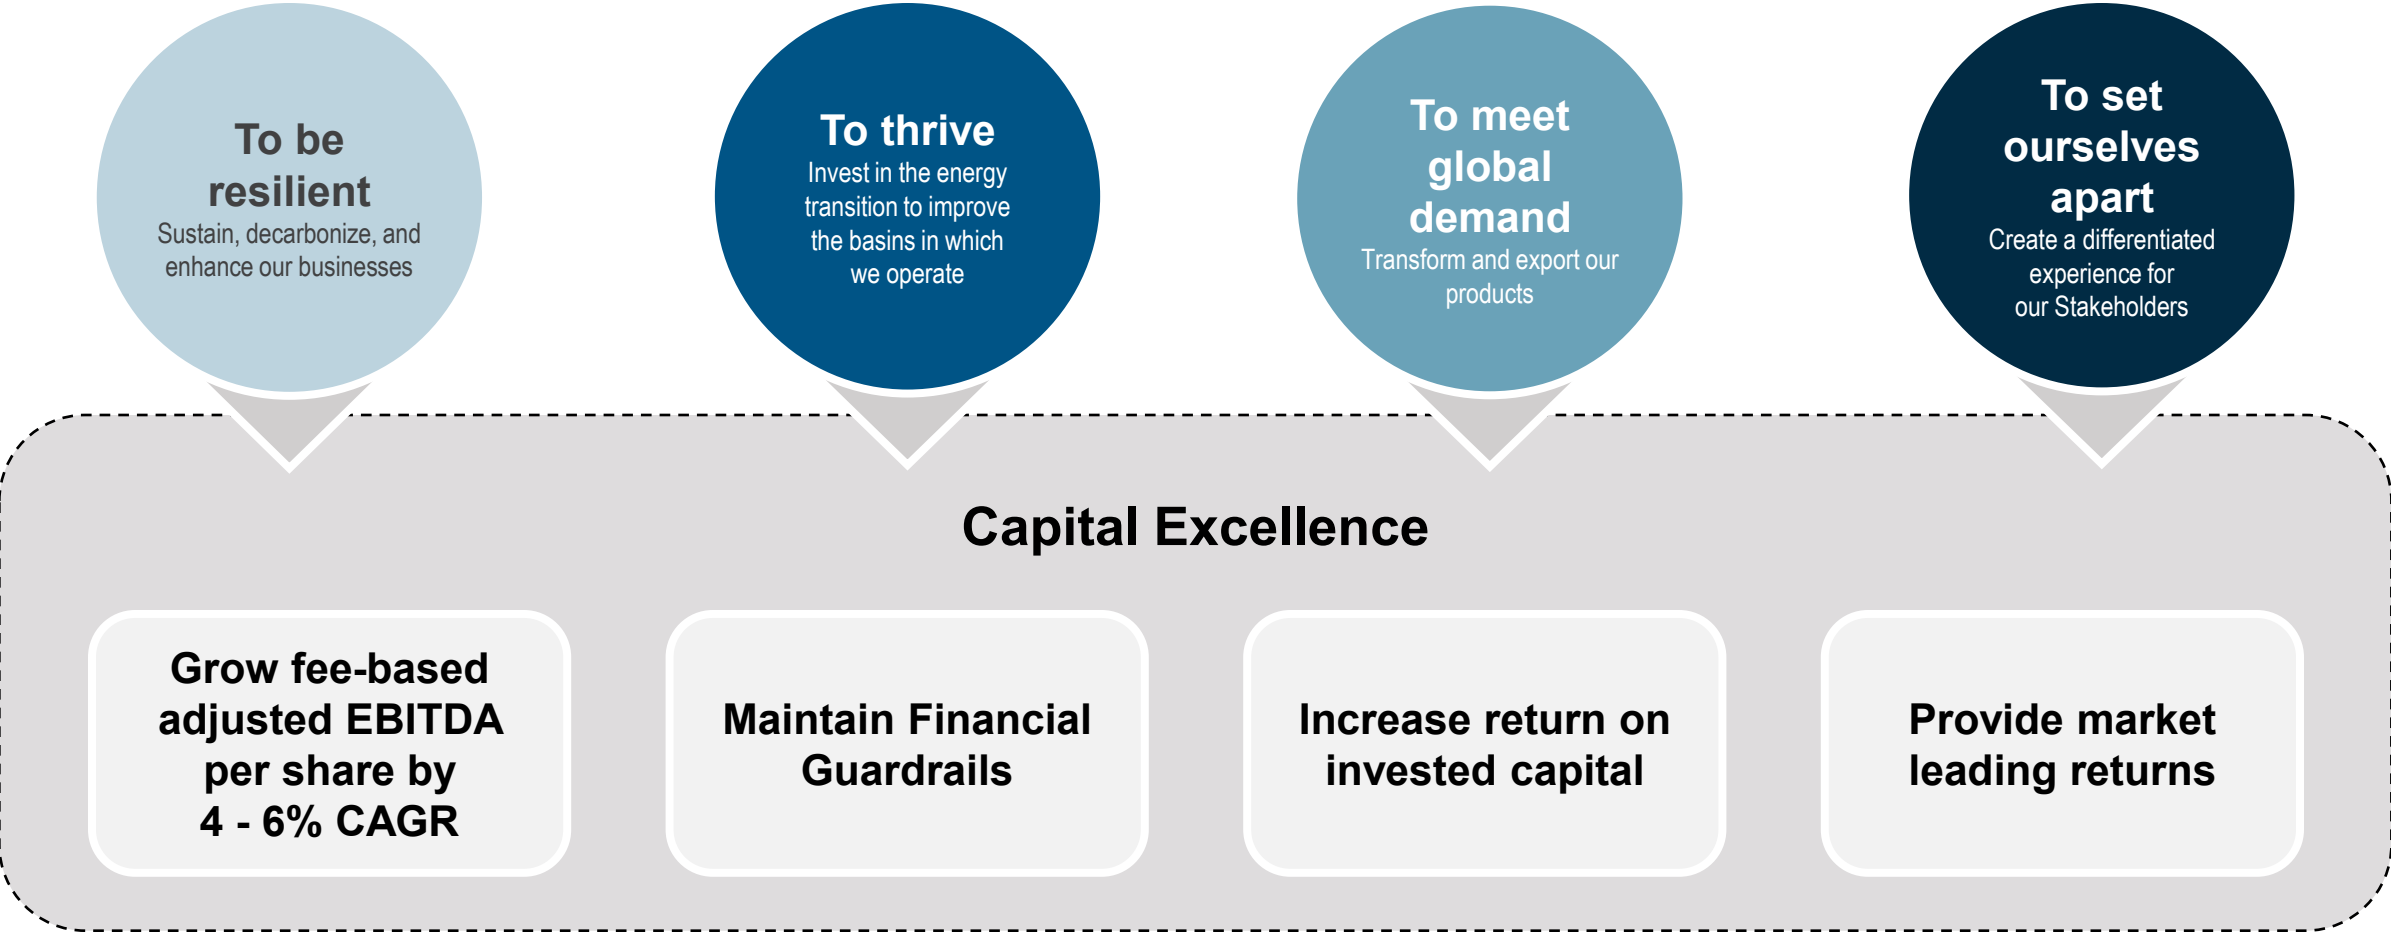 To be
resilient
Sustain, decarbonize, and
enhance our businesses
To thrive
Invest in the energy
transition to improve
the basins in which
we operate
To meet
global
demand
Transform and export our
products
To set
ourselves
apart
Create a differentiated
experience for
our Stakeholders
Capital Excellence
Grow fee-based
adjusted EBITDA
per share by
4 - 6% CAGR
Maintain Financial
Guardrails
Increase return on
invested capital
Provide market
leading returns